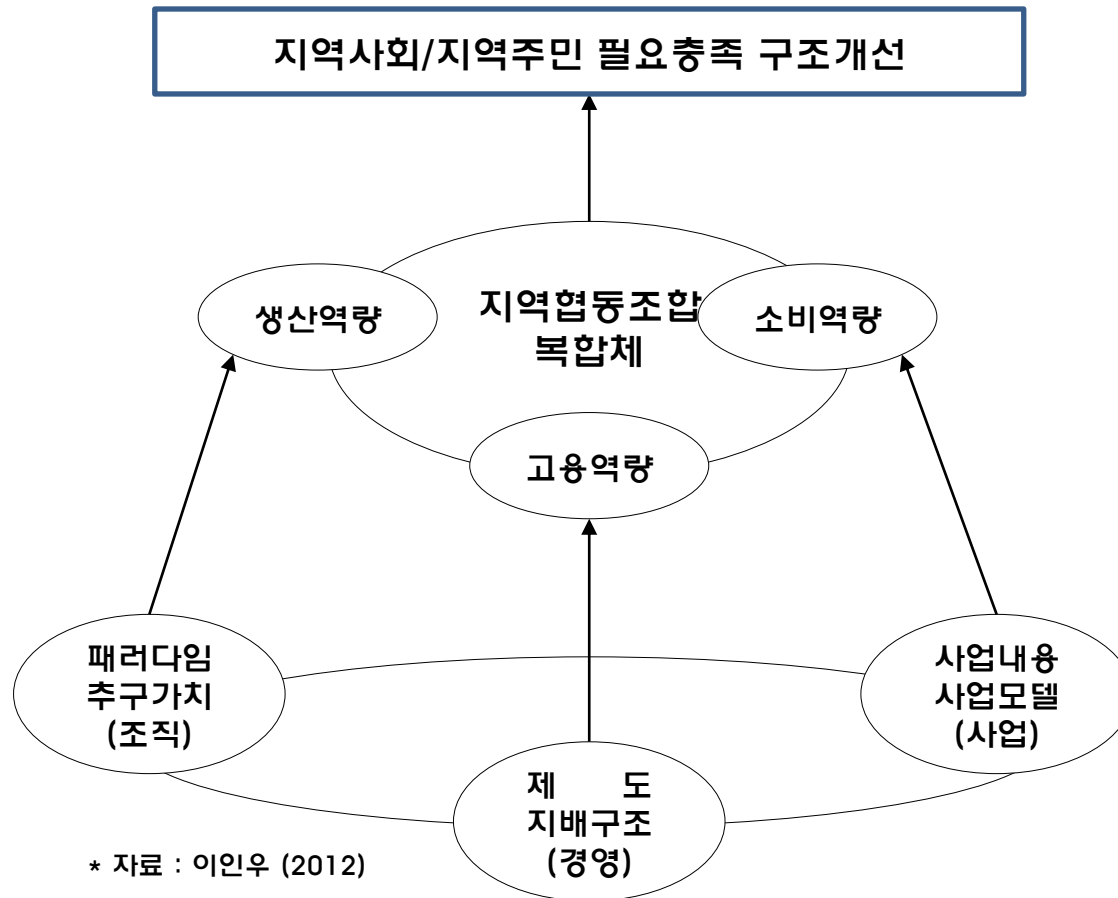 지역사회/지역주민 필요충족 구조개선
생산역량
지역협동조합
복합체
소비역량
고용역량
패러다임
추구가치
(조직)
사업내용
사업모델
(사업)
제 도
지배구조
(경영)
* 자료 : 이인우 (2012)